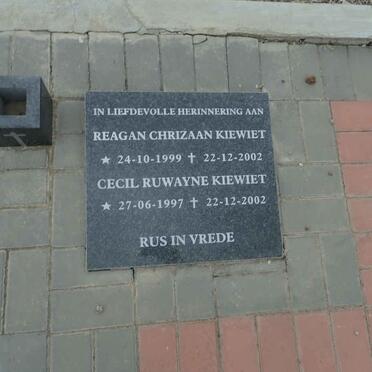 IN LIEFDEVOLLE HERINNERING AAN
REAGAN CHRIZAAN KIEWIET
★ 24-10-1999 ✝ 22-12-2002
CECIL RUWAYNE KIEWIET
★ 27-06-1997 ✝ 22-12-2002
RUS IN VREDE